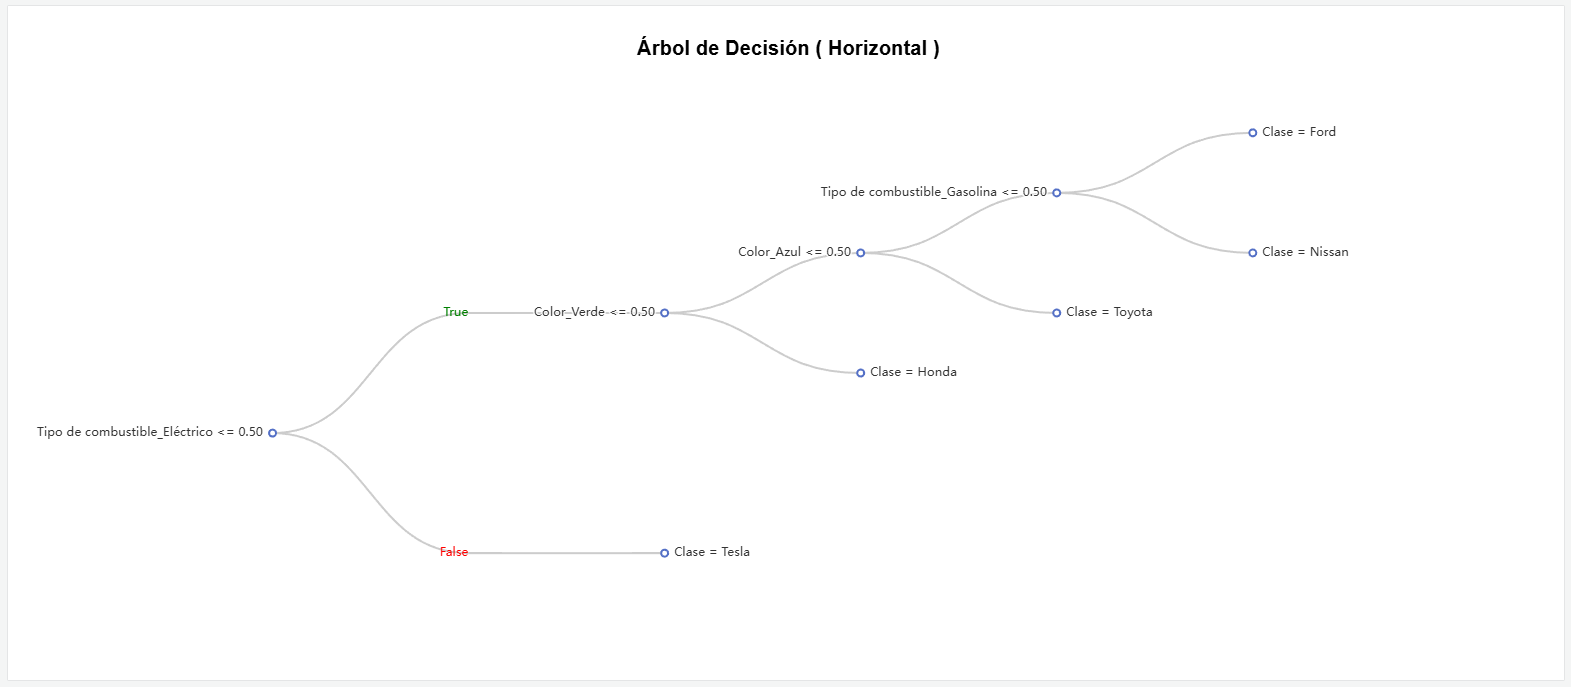 Árbol de Decisión ( Horizontal )
Clase = Ford
Tipo de combustible_Gasolina <= 0.50
Color_Azul <= 0.50
Clase = Nissan
True
Color_Verde <= 0.50
Clase = Toyota
Clase = Honda
Tipo de combustible_Eléctrico <= 0.50
False
Clase = Tesla